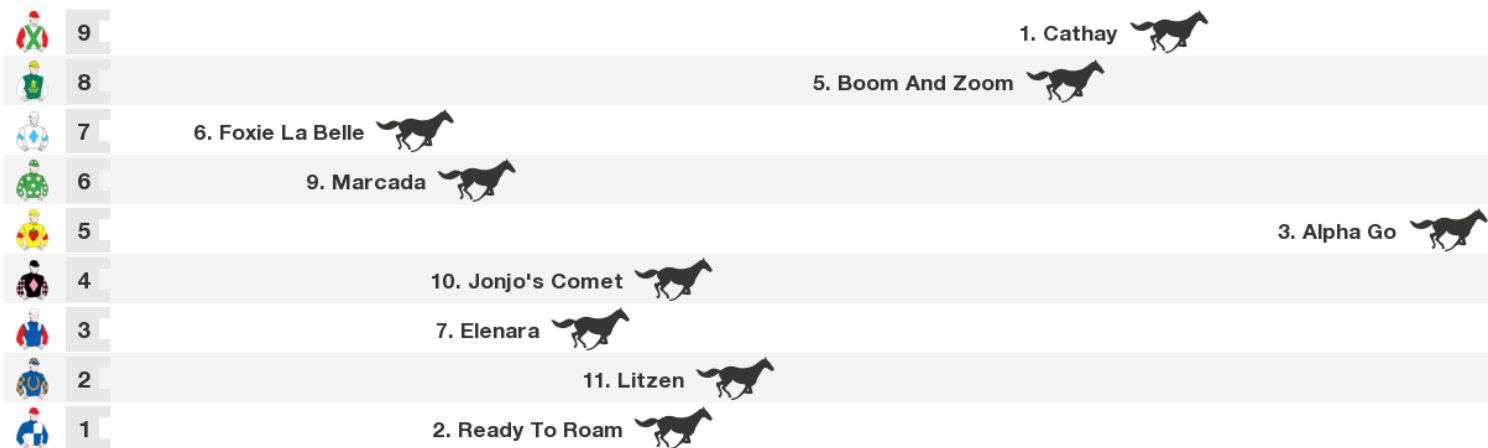 9 1. Cathay
8 5. Boom And Zoom
7 6. Foxie La Belle
6 9. Marcada
5 3. Alpha Go
4 10. Jonjo's Comet
3 7. Elenara
2 11. Litzen
1 2. Ready To Roam